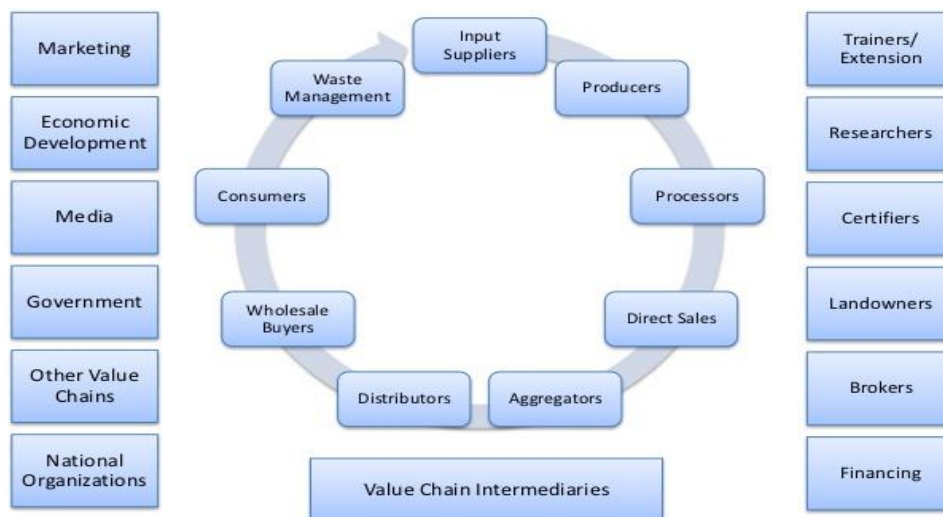 Marketing
Economic
Development
Media
Government
Other Value
Chains
National
Organizations
Input
Suppliers
Producers
Processors
Direct Sales
Aggregators
Distributors
Wholesale
Buyers
Consumers
Waste
Management
Value Chain Intermediaries
Trainers/
Extension
Researchers
Certifiers
Landowners
Brokers
Financing